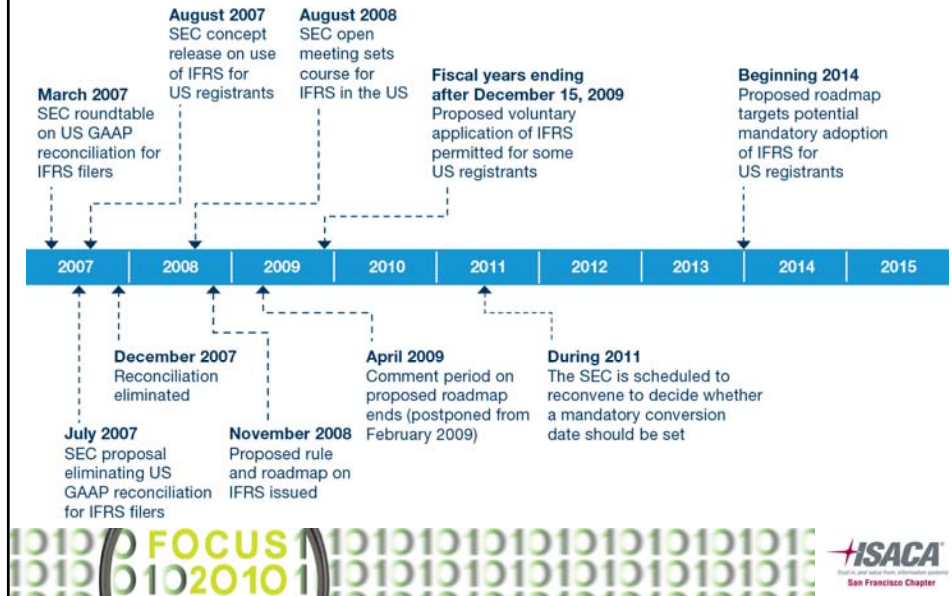 August 2007
SEC concept
release on use
of IFRS for
US registrants
August 2008
SEC open
meeting sets
course for
IFRS in the US
March 2007
SEC roundtable
on US GAAP
reconciliation for
IFRS filers
Fiscal years ending
after December 15, 2009
Proposed voluntary
application of IFRS
permitted for some
US registrants
Beginning 2014
Proposed roadmap
targets potential
mandatory adoption
of IFRS for
US registrants
2007 2008 2009 2010 2011 2012 2013 2014 2015
December 2007
Reconciliation
eliminated
July 2007
SEC proposal
eliminating US
GAAP reconciliation
for IFRS filers
November 2008
Proposed rule
and roadmap on
IFRS issued
April 2009
Comment period on
proposed roadmap
ends (postponed from
February 2009)
During 2011
The SEC is scheduled to
reconvene to decide whether
a mandatory conversion
date should be set
FOCUS
2010
ISACA®
Trust in, and value from, information systems
San Francisco Chapter